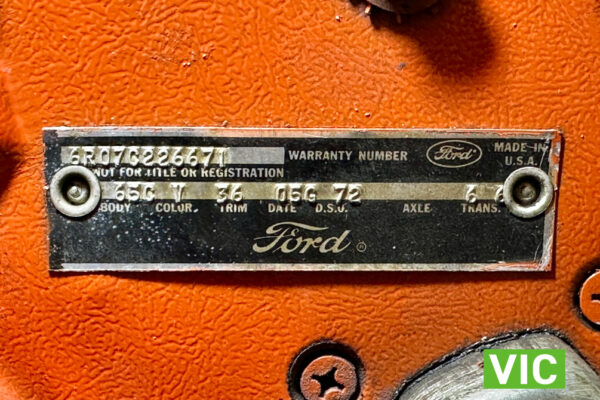 6R07C226671 WARRANTY NUMBER Ford MADE IN U.S.A.
NOT FOR TITLE OR REGISTRATION
65C V 36 05G 72 6 6
BODY COLOR TRIM DATE D.S.O. AXLE TRANS.
Ford
VIC